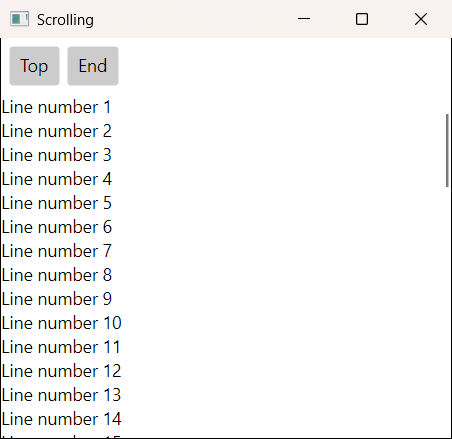 Scrolling
Top End
Line number 1
Line number 2
Line number 3
Line number 4
Line number 5
Line number 6
Line number 7
Line number 8
Line number 9
Line number 10
Line number 11
Line number 12
Line number 13
Line number 14